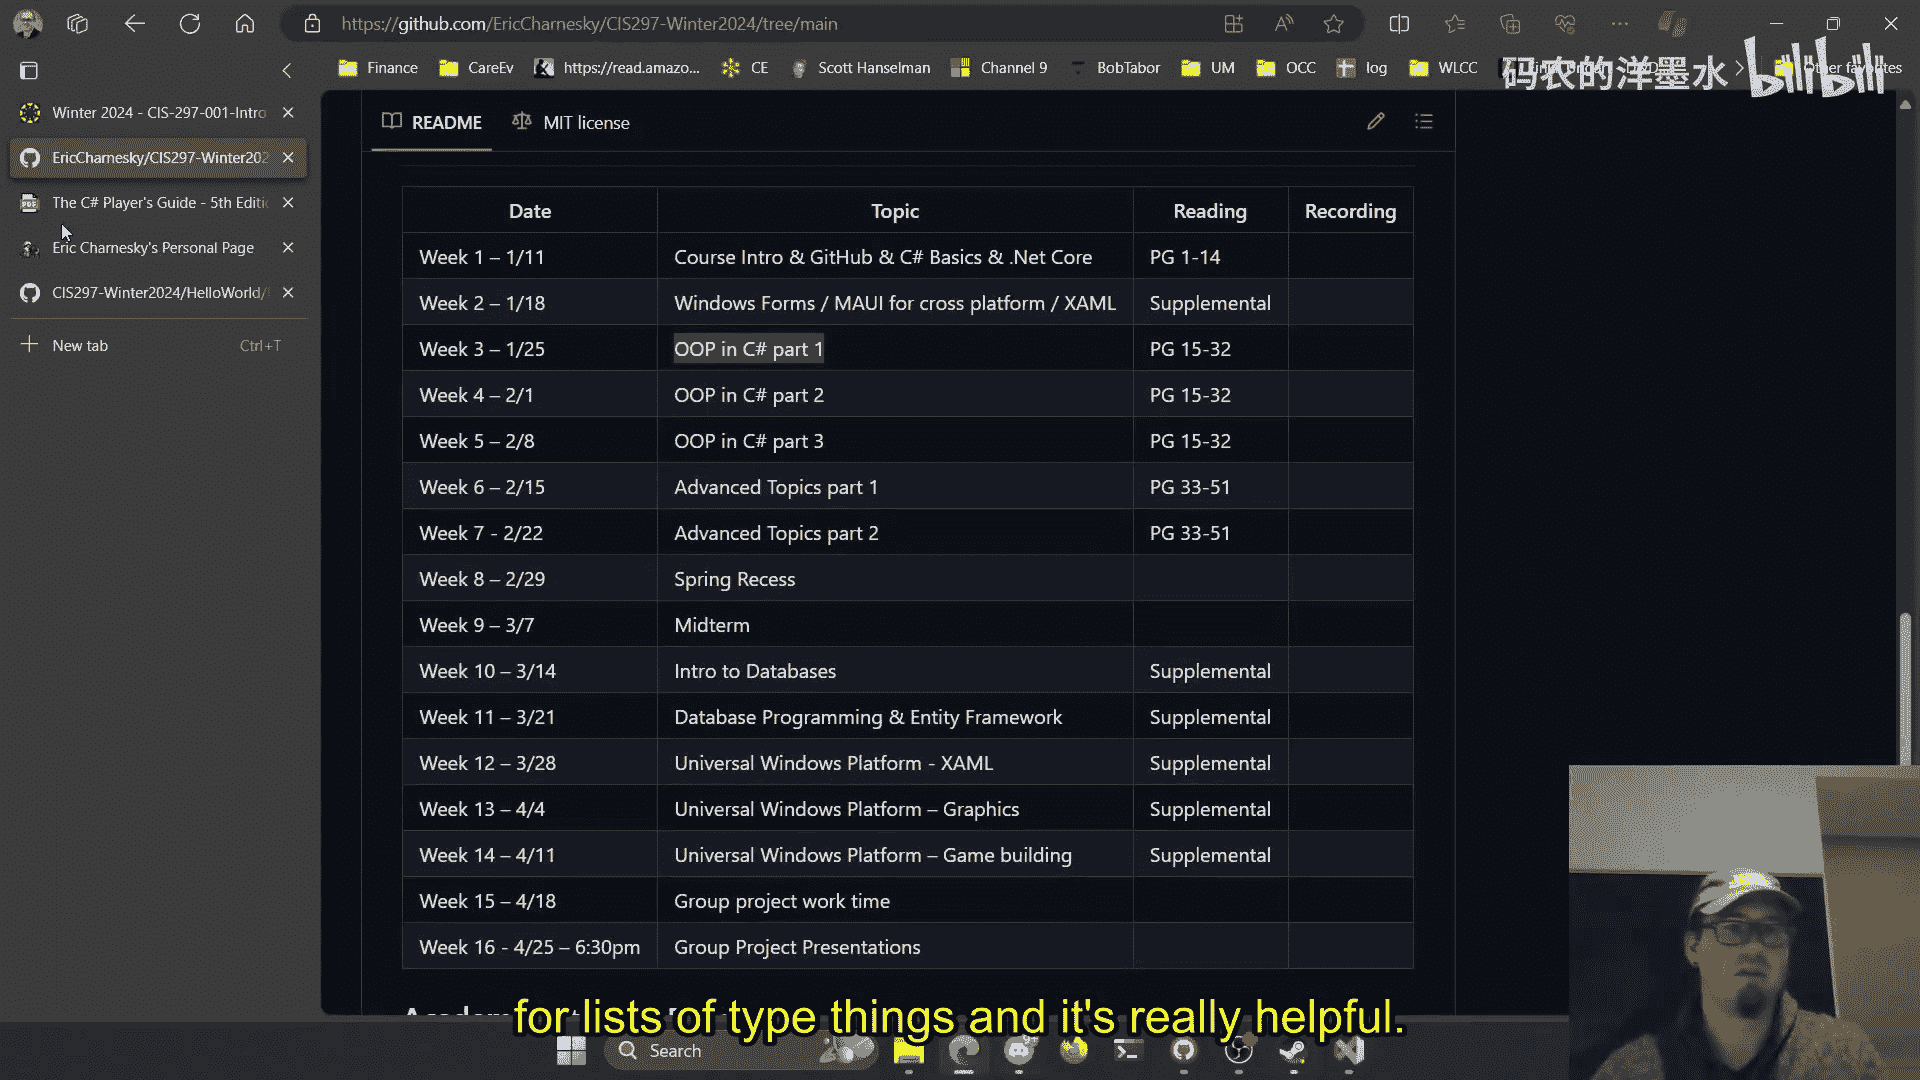 https://github.com/EricCharnesky/CIS297-Winter2024/tree/main
Finance
CareEv
https://read.amazo...
CE
Scott Hanselman
Channel 9
BobTabor
UM
OCC
log
WLCC
Other favorites
码农的洋墨水
bilibili
Winter 2024 - CIS-297-001-Intro
EricCharnesky/CIS297-Winter202
The C# Player's Guide - 5th Editi
Eric Charnesky's Personal Page
CIS297-Winter2024/HelloWorld/
New tab Ctrl+T
README
MIT license
Date Topic Reading Recording
Week 1 – 1/11 Course Intro & GitHub & C# Basics & .Net Core PG 1-14
Week 2 – 1/18 Windows Forms / MAUI for cross platform / XAML Supplemental
Week 3 – 1/25 OOP in C# part 1 PG 15-32
Week 4 – 2/1 OOP in C# part 2 PG 15-32
Week 5 – 2/8 OOP in C# part 3 PG 15-32
Week 6 – 2/15 Advanced Topics part 1 PG 33-51
Week 7 - 2/22 Advanced Topics part 2 PG 33-51
Week 8 – 2/29 Spring Recess
Week 9 – 3/7 Midterm
Week 10 – 3/14 Intro to Databases Supplemental
Week 11 – 3/21 Database Programming & Entity Framework Supplemental
Week 12 – 3/28 Universal Windows Platform - XAML Supplemental
Week 13 – 4/4 Universal Windows Platform – Graphics Supplemental
Week 14 – 4/11 Universal Windows Platform – Game building Supplemental
Week 15 – 4/18 Group project work time
Week 16 - 4/25 – 6:30pm Group Project Presentations
for lists of type things and it's really helpful.
Search